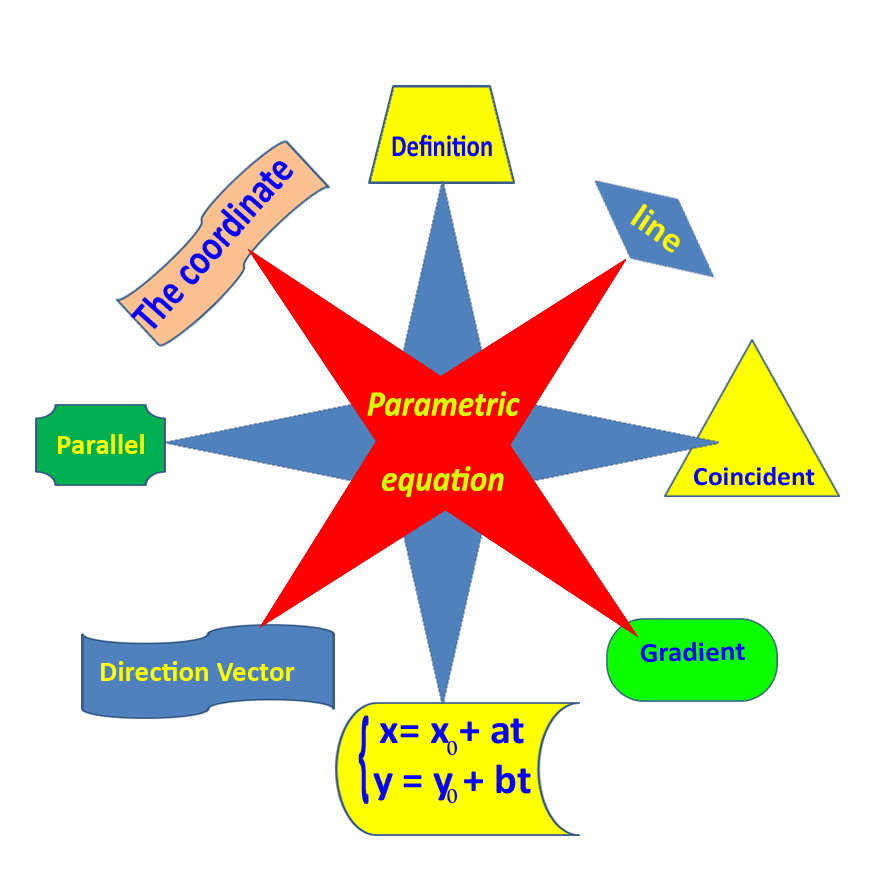 Definition
The coordinate
line
Parametric
equation
Parallel
Coincident
Direction Vector
Gradient
x= x₀+ at
y = y₀ + bt